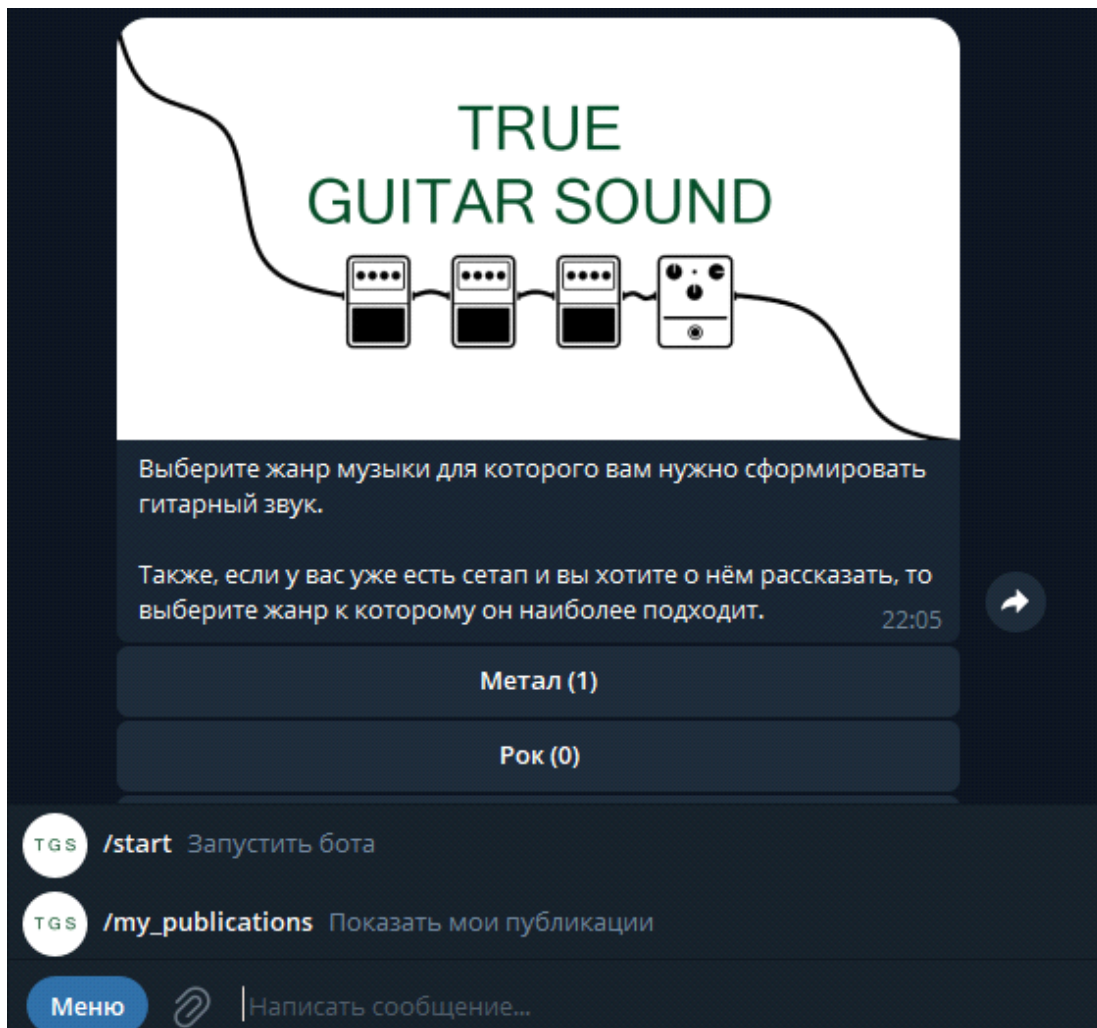 TRUE
GUITAR SOUND
Выберите жанр музыки для которого вам нужно сформировать
гитарный звук.
Также, если у вас уже есть сетап и вы хотите о нём рассказать, то
выберите жанр к которому он наиболее подходит.
22:05
Метал (1)
Рок (0)
TGS /start Запустить бота
TGS /my_publications Показать мои публикации
Меню Написать сообщение...